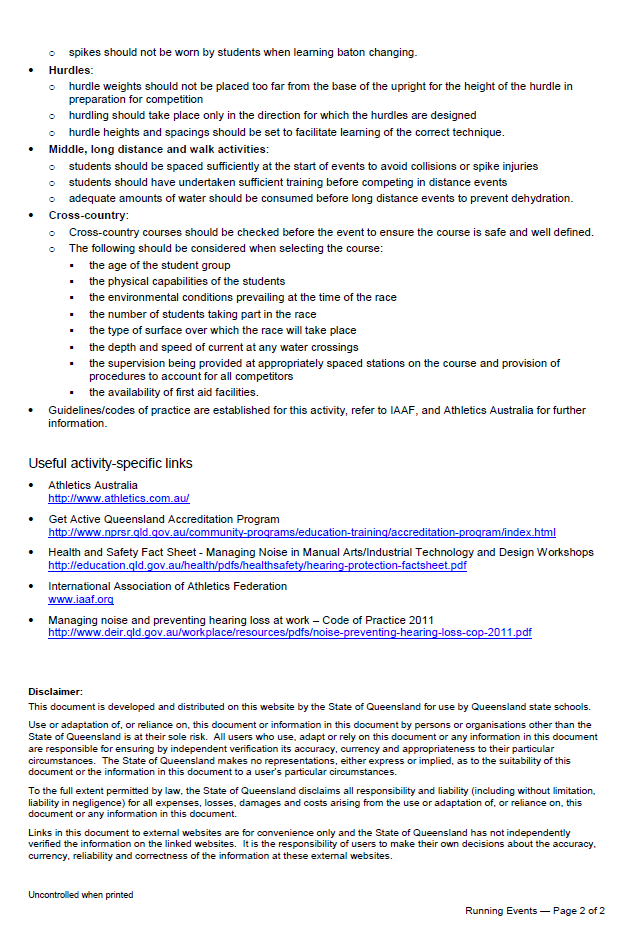 o spikes should not be worn by students when learning baton changing.
• Hurdles:
o hurdle weights should not be placed too far from the base of the upright for the height of the hurdle in
preparation for competition
o hurdling should take place only in the direction for which the hurdles are designed
o hurdle heights and spacings should be set to facilitate learning of the correct technique.
• Middle, long distance and walk activities:
o students should be spaced sufficiently at the start of events to avoid collisions or spike injuries
o students should have undertaken sufficient training before competing in distance events
o adequate amounts of water should be consumed before long distance events to prevent dehydration.
• Cross-country:
o Cross-country courses should be checked before the event to ensure the course is safe and well defined.
o The following should be considered when selecting the course:
▪ the age of the student group
▪ the physical capabilities of the students
▪ the environmental conditions prevailing at the time of the race
▪ the number of students taking part in the race
▪ the type of surface over which the race will take place
▪ the depth and speed of current at any water crossings
▪ the supervision being provided at appropriately spaced stations on the course and provision of
procedures to account for all competitors
▪ the availability of first aid facilities.
• Guidelines/codes of practice are established for this activity, refer to IAAF, and Athletics Australia for further
information.
Useful activity-specific links
• Athletics Australia
http://www.athletics.com.au/
• Get Active Queensland Accreditation Program
http://www.nprsr.qld.gov.au/community-programs/education-training/accreditation-program/index.html
• Health and Safety Fact Sheet - Managing Noise in Manual Arts/Industrial Technology and Design Workshops
http://education.qld.gov.au/health/pdfs/healthsafety/hearing-protection-factsheet.pdf
• International Association of Athletics Federation
www.iaaf.org
• Managing noise and preventing hearing loss at work – Code of Practice 2011
http://www.deir.qld.gov.au/workplace/resources/pdfs/noise-preventing-hearing-loss-cop-2011.pdf
Disclaimer:
This document is developed and distributed on this website by the State of Queensland for use by Queensland state schools.
Use or adaptation of, or reliance on, this document or information in this document by persons or organisations other than the
State of Queensland is at their sole risk. All users who use, adapt or rely on this document or any information in this document
are responsible for ensuring by independent verification its accuracy, currency and appropriateness to their particular
circumstances. The State of Queensland makes no representations, either express or implied, as to the suitability of this
document or the information in this document to a user's particular circumstances.
To the full extent permitted by law, the State of Queensland disclaims all responsibility and liability (including without limitation,
liability in negligence) for all expenses, losses, damages and costs arising from the use or adaptation of, or reliance on, this
document or any information in this document.
Links in this document to external websites are for convenience only and the State of Queensland has not independently
verified the information on the linked websites. It is the responsibility of users to make their own decisions about the accuracy,
currency, reliability and correctness of the information at these external websites.
Uncontrolled when printed
Running Events — Page 2 of 2